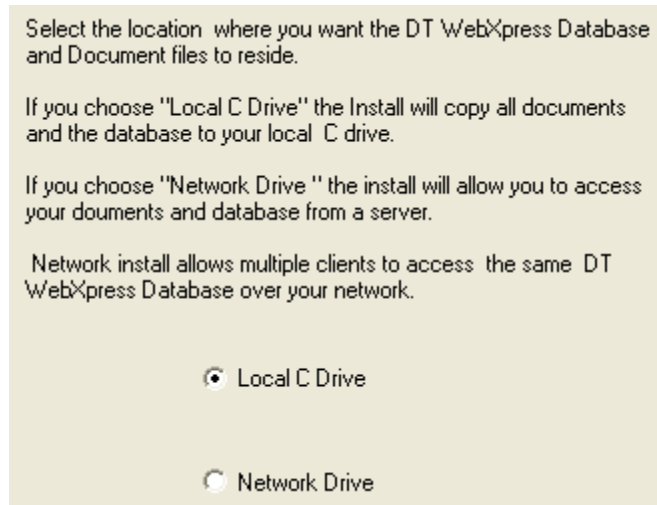 Select the location  where you want the DT WebXpress Database
and Document files to reside.
If you choose "Local C Drive" the Install will copy all documents
and the database to your local  C drive.
If you choose "Network Drive " the install will allow you to access
your douments and database from a server.
Network install allows multiple clients to access  the same  DT
WebXpress Database over your network.
Local C Drive
Network Drive